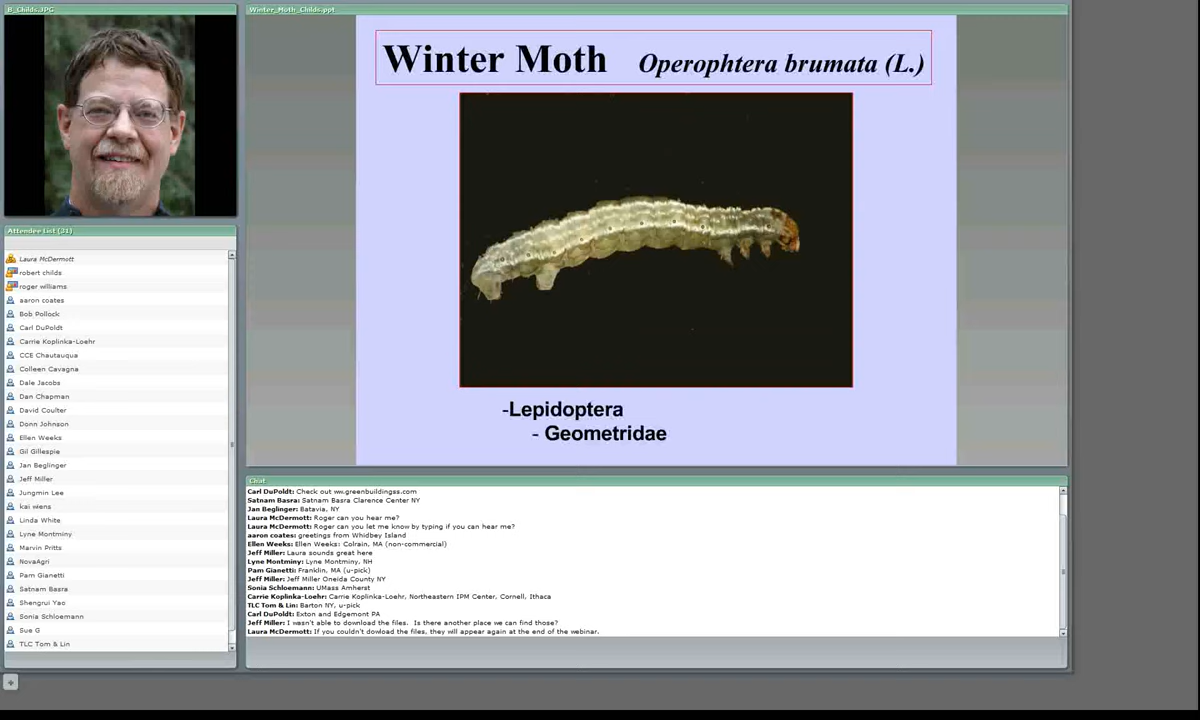 B_Childs.JPG
Attendee List (31)
Laura McDermott
robert childs
roger williams
aaron coates
Bob Pollock
Carl DuPoldt
Carrie Koplinka-Loehr
CCE Chautauqua
Colleen Cavagna
Dale Jacobs
Dan Chapman
David Coulter
Donn Johnson
Ellen Weeks
Gil Gillespie
Jan Beglinger
Jeff Miller
Jungmin Lee
kai wiens
Linda White
Lyne Montminy
Marvin Pritts
NovaAgri
Pam Gianetti
Satnam Basra
Shengrui Yao
Sonia Schloemann
Sue G
TLC Tom & Lin
Winter_Moth_Childs.ppt
Winter Moth Operophtera brumata (L.)
-Lepidoptera
- Geometridae
Chat
Carl DuPoldt: Check out ww.greenbuildingss.com
Satnam Basra: Satnam Basra Clarence Center NY
Jan Beglinger: Batavia, NY
Laura McDermott: Roger can you hear me?
Laura McDermott: Roger can you let me know by typing if you can hear me?
aaron coates: greetings from Whidbey Island
Ellen Weeks: Ellen Weeks: Colrain, MA (non-commercial)
Jeff Miller: Laura sounds great here
Lyne Montminy: Lyne Montminy, NH
Pam Gianetti: Franklin, MA (u-pick)
Jeff Miller: Jeff Miller Oneida County NY
Sonia Schloemann: UMass Amherst
Carrie Koplinka-Loehr: Carrie Koplinka-Loehr, Northeastern IPM Center, Cornell, Ithaca
TLC Tom & Lin: Barton NY, u-pick
Carl DuPoldt: Exton and Edgemont PA
Jeff Miller: I wasn't able to download the files. Is there another place we can find those?
Laura McDermott: If you couldn't dowload the files, they will appear again at the end of the webinar.